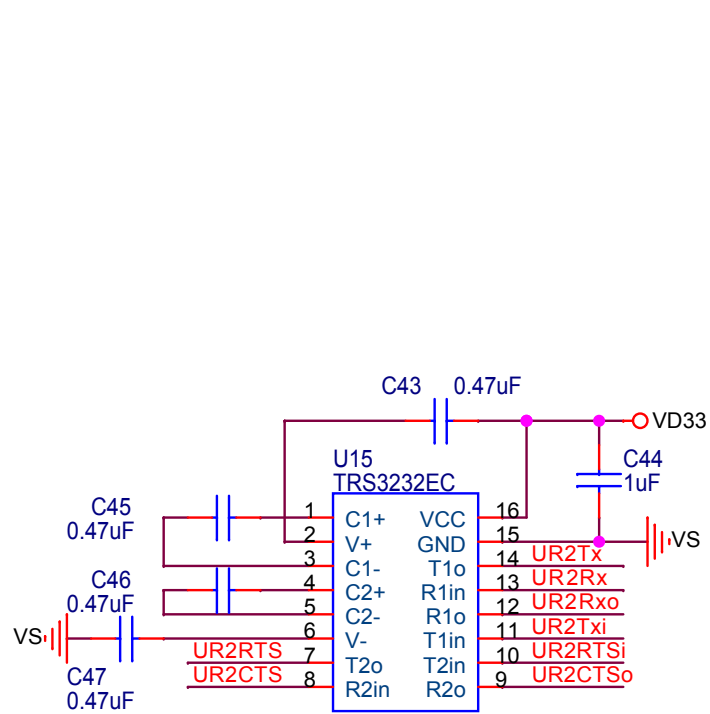 C43 0.47uF
VD33
U15
TRS3232EC
C44
1uF
C45
0.47uF
1 C1+ VCC 16
2 V+ GND 15
VS
3 C1- T1o 14 UR2Tx
C46
0.47uF
4 C2+ R1in 13 UR2Rx
5 C2- R1o 12 UR2Rxo
VS
6 V- T1in 11 UR2Txi
UR2RTS 7 T2o T2in 10 UR2RTSi
UR2CTS 8 R2in R2o 9 UR2CTSo
C47
0.47uF